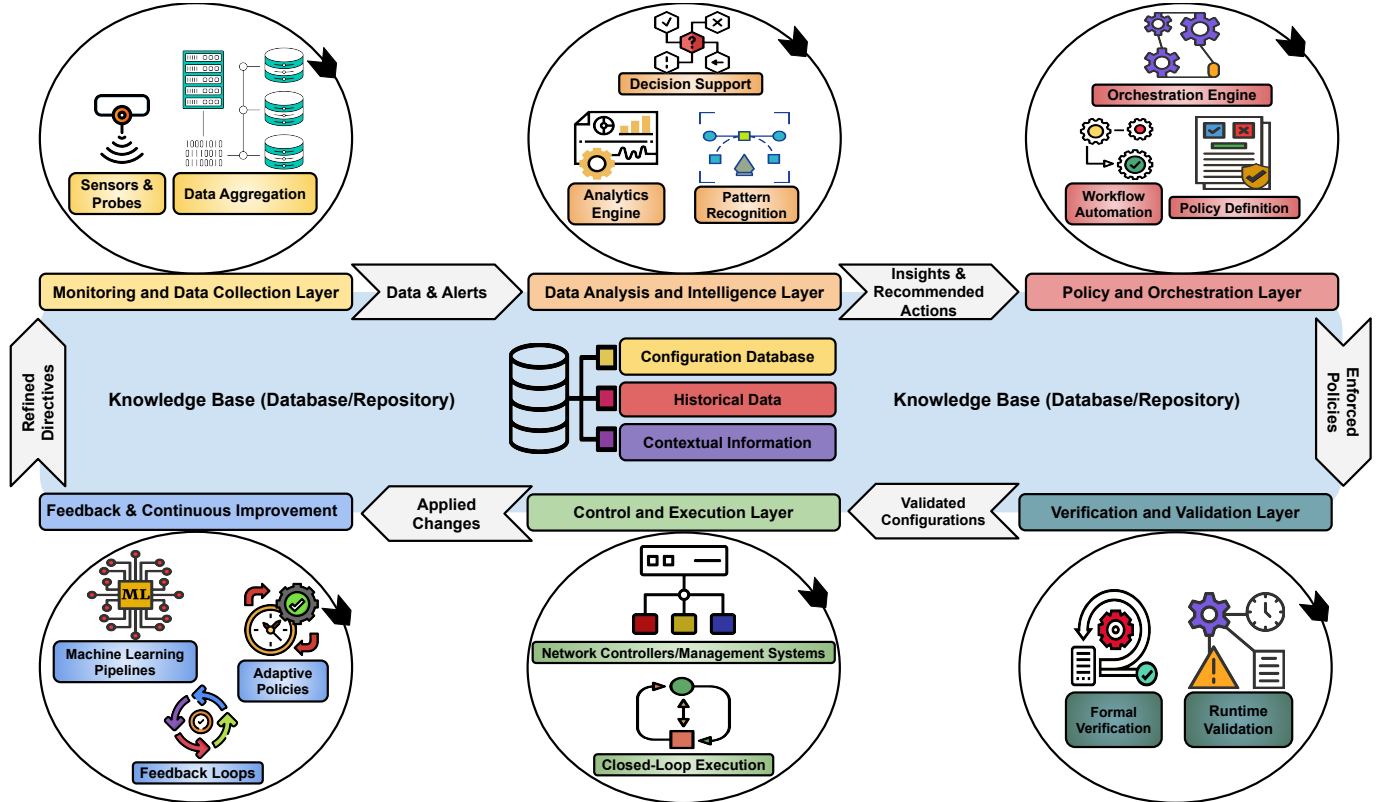 Decision Support
Orchestration Engine
Sensors &
Probes
Data Aggregation
Analytics
Engine
Pattern
Recognition
Workflow
Automation
Policy Definition
Monitoring and Data Collection Layer
Data & Alerts
Data Analysis and Intelligence Layer
Insights &
Recommended
Actions
Policy and Orchestration Layer
Refined
Directives
Knowledge Base (Database/Repository)
Configuration Database
Historical Data
Contextual Information
Knowledge Base (Database/Repository)
Enforced
Policies
Feedback & Continuous Improvement
Applied
Changes
Control and Execution Layer
Validated
Configurations
Verification and Validation Layer
ML
Machine Learning
Pipelines
Adaptive
Policies
Feedback Loops
Network Controllers/Management Systems
Closed-Loop Execution
Formal
Verification
Runtime
Validation